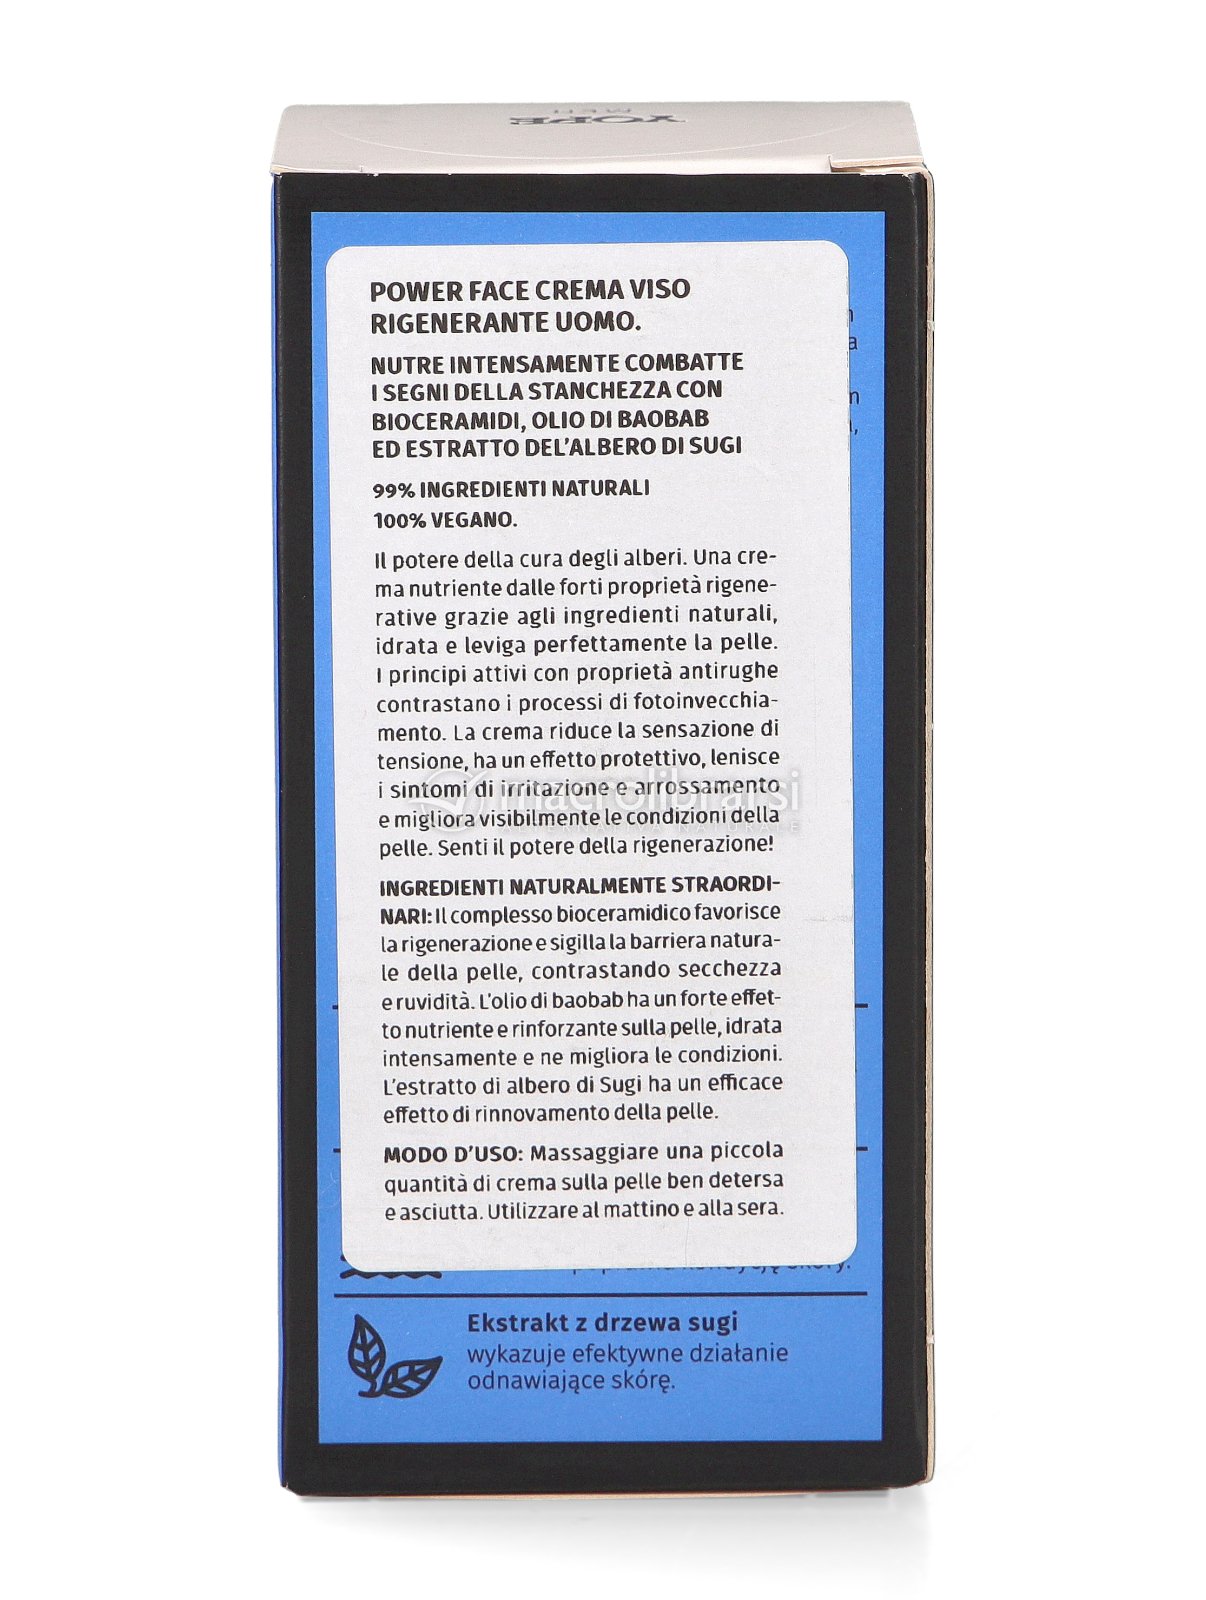 YOPE
MEN
POWER FACE CREMA VISO
RIGENERANTE UOMO.
NUTRE INTENSAMENTE COMBATTE
I SEGNI DELLA STANCHEZZA CON
BIOCERAMIDI, OLIO DI BAOBAB
ED ESTRATTO DEL'ALBERO DI SUGI
99% INGREDIENTI NATURALI
100% VEGANO.
Il potere della cura degli alberi. Una cre-
ma nutriente dalle forti proprietà rigene-
rative grazie agli ingredienti naturali,
idrata e leviga perfettamente la pelle.
I principi attivi con proprietà antirughe
contrastano i processi di fotoinvecchia-
mento. La crema riduce la sensazione di
tensione, ha un effetto protettivo, lenisce
i sintomi di irritazione e arrossamento
e migliora visibilmente le condizioni della
pelle. Senti il potere della rigenerazione!
macrolibrarsi
ALTERNATIVA NATURALE
INGREDIENTI NATURALMENTE STRAORDI-
NARI: Il complesso bioceramidico favorisce
la rigenerazione e sigilla la barriera natura-
le della pelle, contrastando secchezza
e ruvidità. L'olio di baobab ha un forte effet-
to nutriente e rinforzante sulla pelle, idrata
intensamente e ne migliora le condizioni.
L'estratto di albero di Sugi ha un efficace
effetto di rinnovamento della pelle.
MODO D'USO: Massaggiare una piccola
quantità di crema sulla pelle ben detersa
e asciutta. Utilizzare al mattino e alla sera.
skóry.
Ekstrakt z drzewa sugi
wykazuje efektywne działanie
odnawiające skórę.